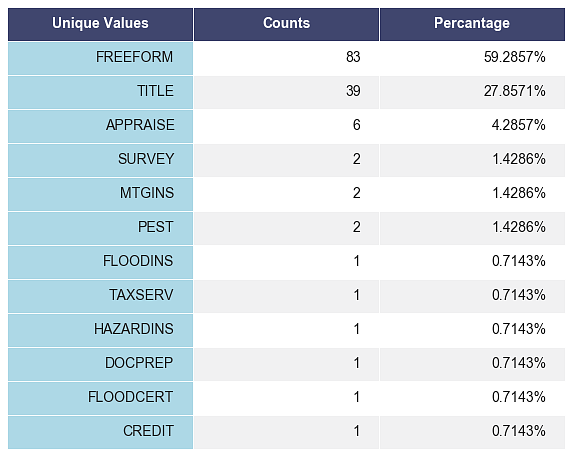 Unique Values Counts Percantage
FREEFORM 83 59.2857%
TITLE 39 27.8571%
APPRAISE 6 4.2857%
SURVEY 2 1.4286%
MTGINS 2 1.4286%
PEST 2 1.4286%
FLOODINS 1 0.7143%
TAXSERV 1 0.7143%
HAZARDINS 1 0.7143%
DOCPREP 1 0.7143%
FLOODCERT 1 0.7143%
CREDIT 1 0.7143%